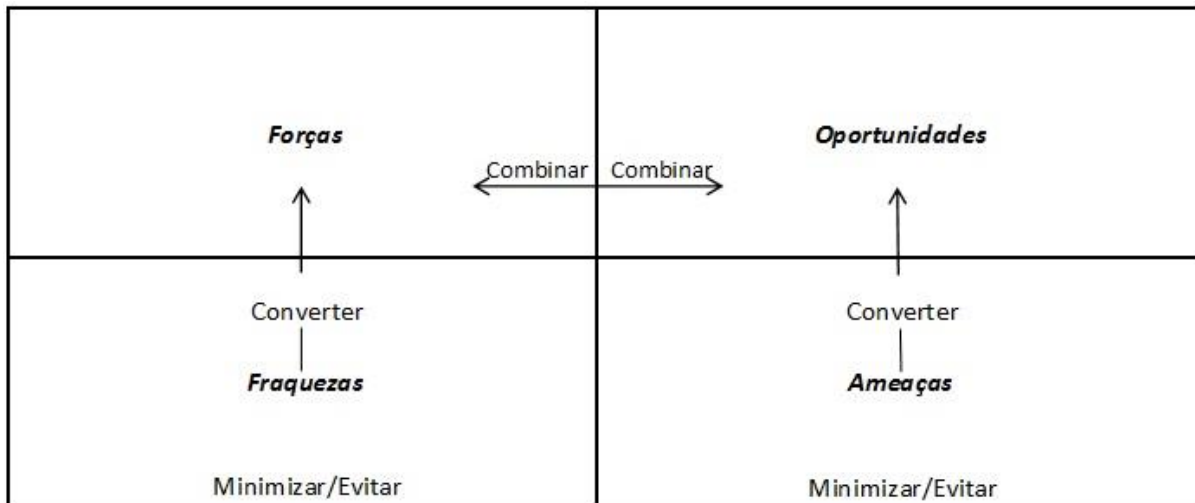 Forças
Oportunidades
Combinar
Combinar
Converter
Converter
Fraquezas
Ameaças
Minimizar/Evitar
Minimizar/Evitar